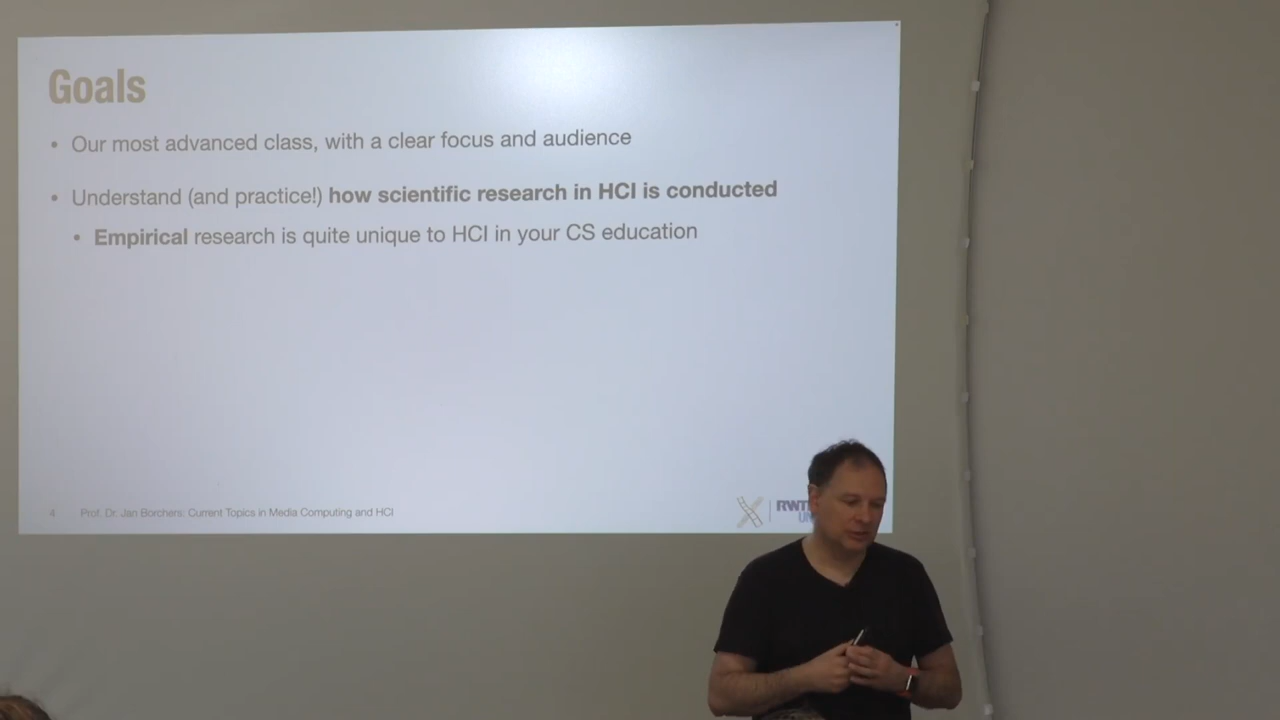 Goals
• Our most advanced class, with a clear focus and audience
• Understand (and practice!) how scientific research in HCI is conducted
• Empirical research is quite unique to HCI in your CS education
4 Prof. Dr. Jan Borchers: Current Topics in Media Computing and HCI